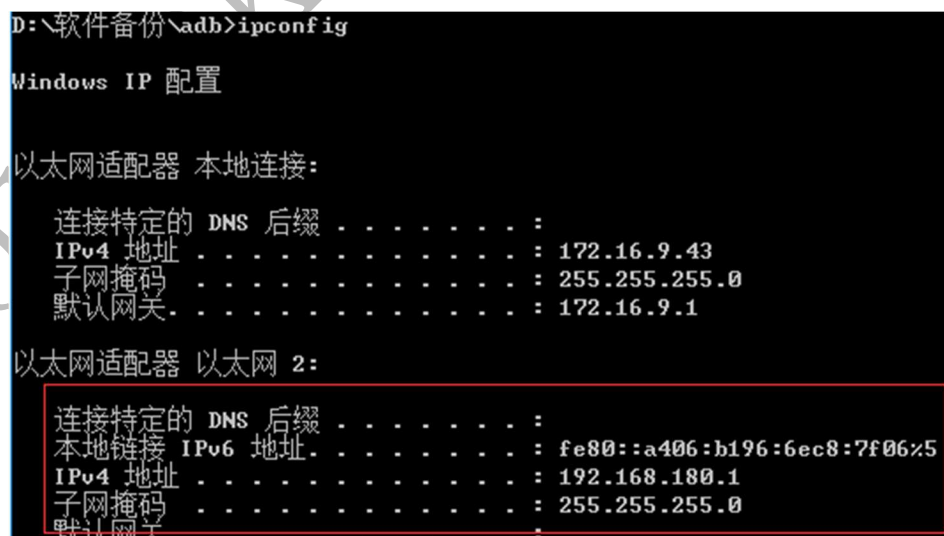 D:\软件备份\adb>ipconfig
Windows IP 配置
以太网适配器 本地连接:
连接特定的 DNS 后缀 . . . . . . . :
IPv4 地址 . . . . . . . . . . . . : 172.16.9.43
子网掩码 . . . . . . . . . . . . : 255.255.255.0
默认网关. . . . . . . . . . . . . : 172.16.9.1
以太网适配器 以太网 2:
连接特定的 DNS 后缀 . . . . . . . :
本地链接 IPv6 地址. . . . . . . . : fe80::a406:b196:6ec8:7f06%5
IPv4 地址 . . . . . . . . . . . . : 192.168.180.1
子网掩码 . . . . . . . . . . . . : 255.255.255.0
默认网关 . . . . . . . . . . . . . :